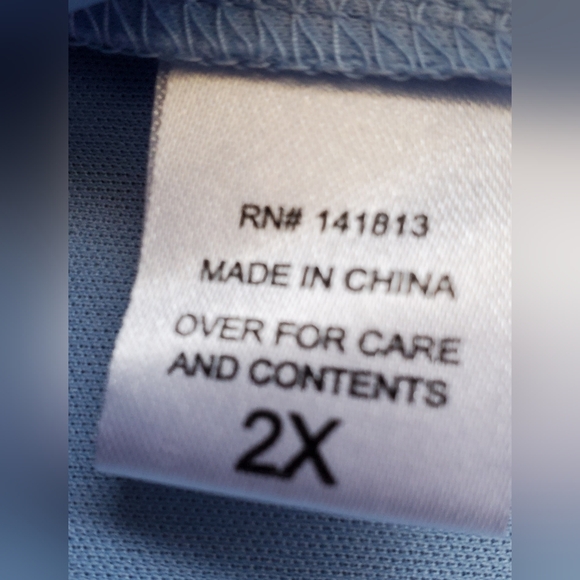 RN# 141813
MADE IN CHINA
OVER FOR CARE
AND CONTENTS
2X